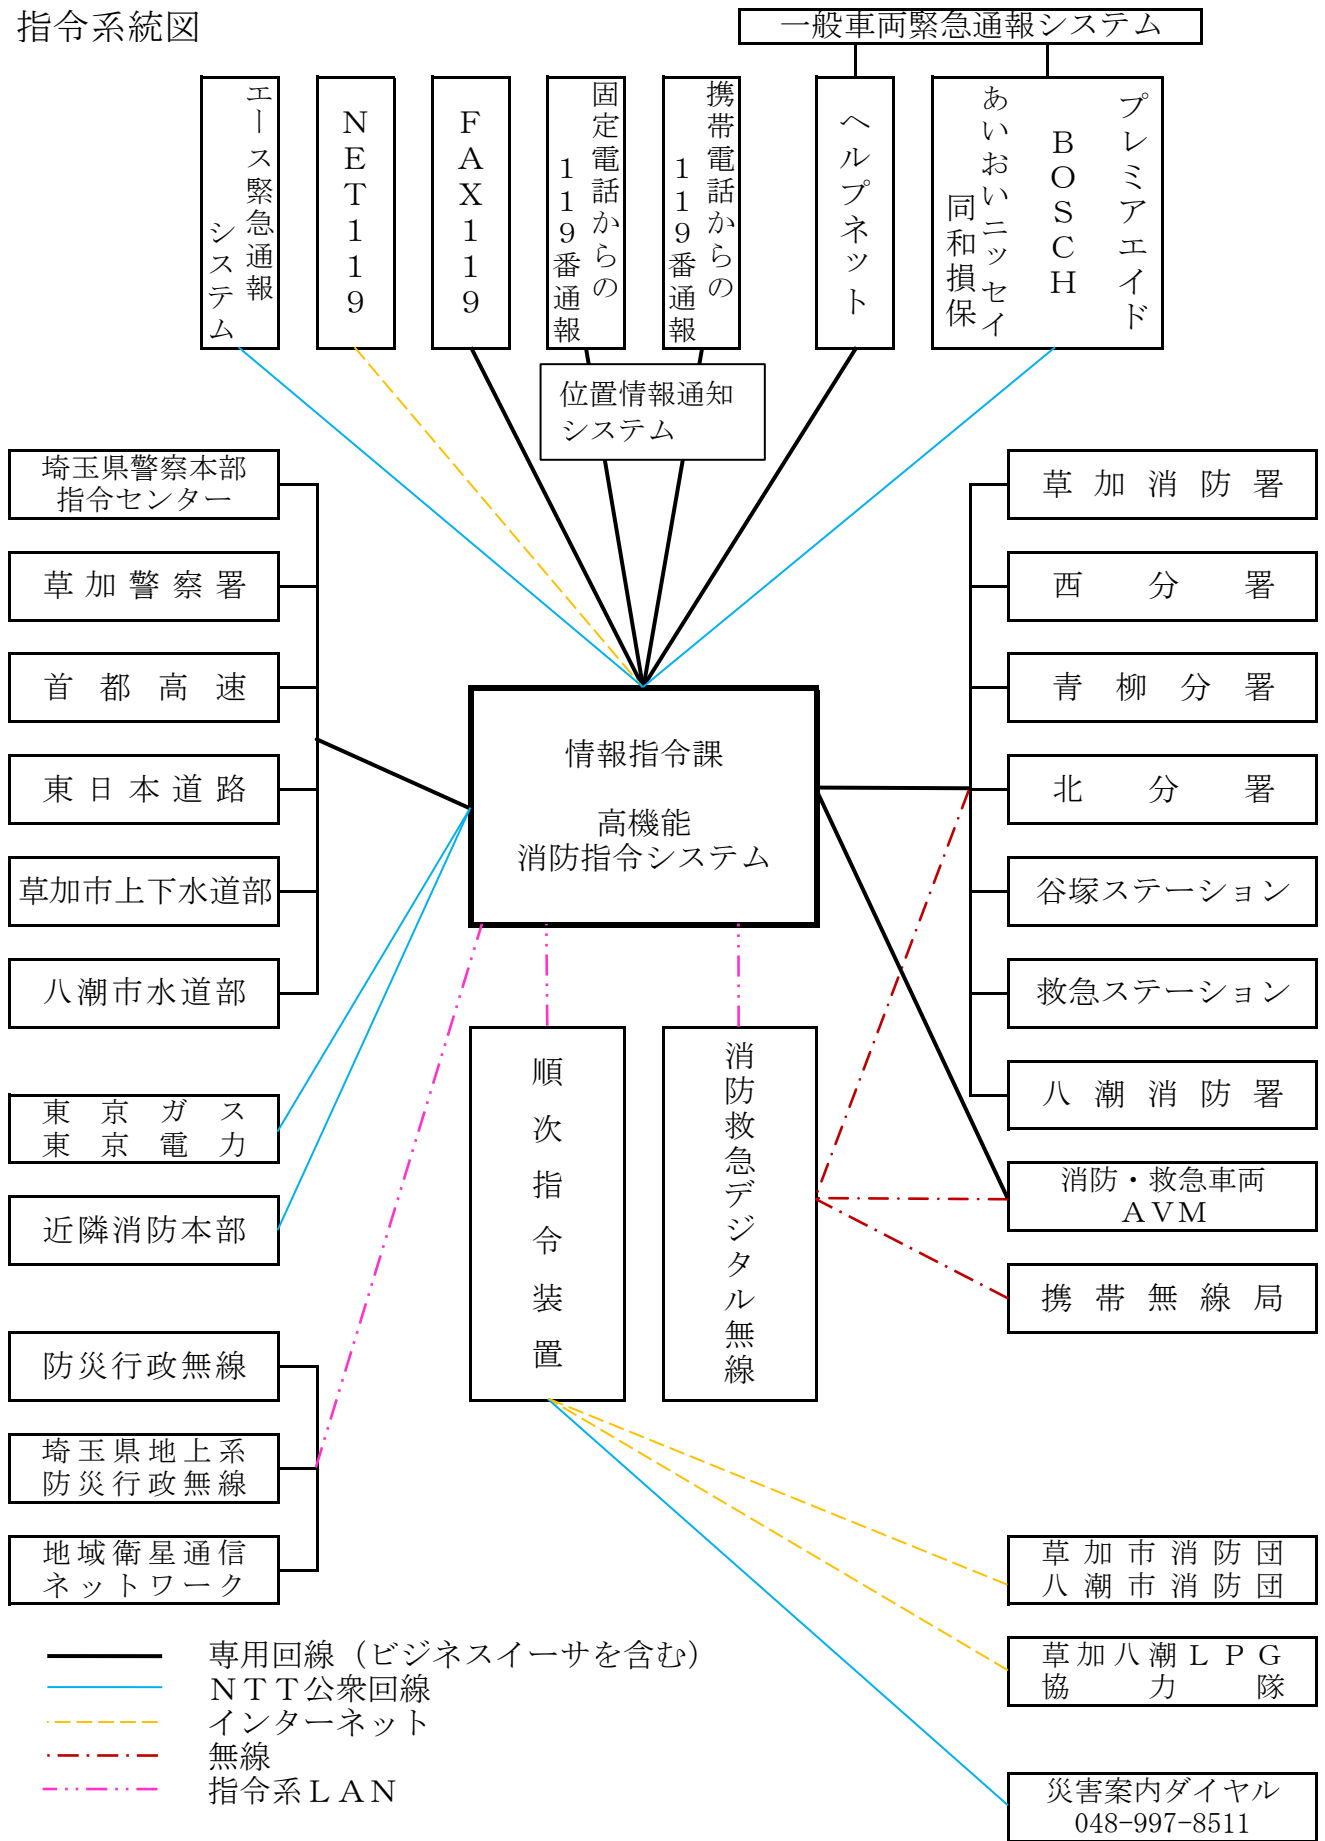 指令系統図
一般車両緊急通報システム
エース緊急通報
システム
NET119
FAX119
固定電話からの
119番通報
携帯電話からの
119番通報
ヘルプネット
プレミアエイド
BOSCH
あいおいニッセイ
同和損保
位置情報通知
システム
埼玉県警察本部
指令センター
草加警察署
首都高速
東日本道路
草加市上下水道部
八潮市水道部
東京ガス
東京電力
近隣消防本部
防災行政無線
埼玉県地上系
防災行政無線
地域衛星通信
ネットワーク
情報指令課
高機能
消防指令システム
順次指令装置
消防救急デジタル無線
草加消防署
西分署
青柳分署
北分署
谷塚ステーション
救急ステーション
八潮消防署
消防・救急車両
AVM
携帯無線局
草加市消防団
八潮市消防団
草加八潮LPG
協力隊
災害案内ダイヤル
048-997-8511
専用回線（ビジネスイーサを含む）
NTT公衆回線
インターネット
無線
指令系LAN